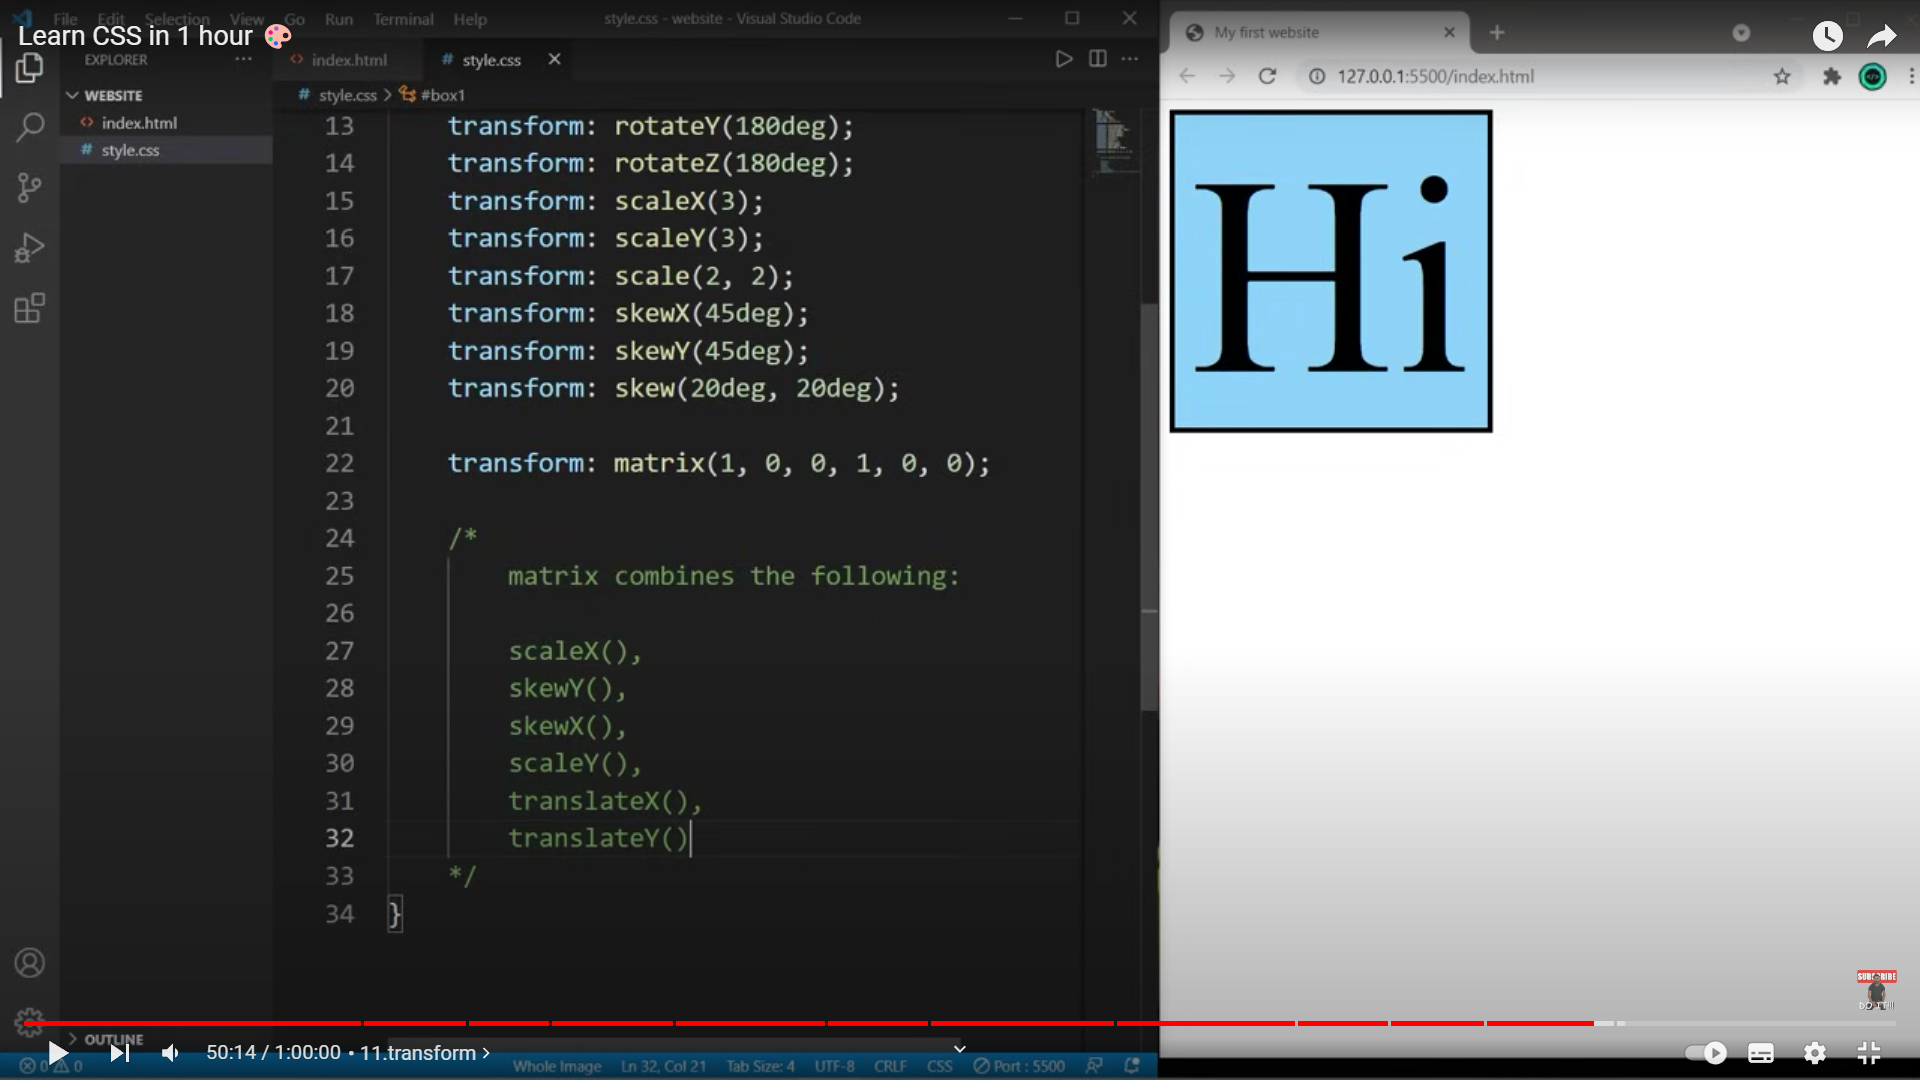 File Edit Selection View Go Run Terminal Help
style.css - website - Visual Studio Code
Learn CSS in 1 hour 🎨
EXPLORER
WEBSITE
index.html
style.css
index.html
style.css
style.css > #box1
13 transform: rotateY(180deg);
14 transform: rotateZ(180deg);
15 transform: scaleX(3);
16 transform: scaleY(3);
17 transform: scale(2, 2);
18 transform: skewX(45deg);
19 transform: skewY(45deg);
20 transform: skew(20deg, 20deg);
21
22 transform: matrix(1, 0, 0, 1, 0, 0);
23
24 /*
25 matrix combines the following:
26
27 scaleX(),
28 skewY(),
29 skewX(),
30 scaleY(),
31 translateX(),
32 translateY()
33 */
34 }
OUTLINE
50:14 / 1:00:00 • 11.transform >
0 0
Whole Image Ln 32, Col 21 Tab Size: 4 UTF-8 CRLF CSS Port : 5500
My first website
127.0.0.1:5500/index.html
Hi
SUBSCRIBE
DO IT!!!